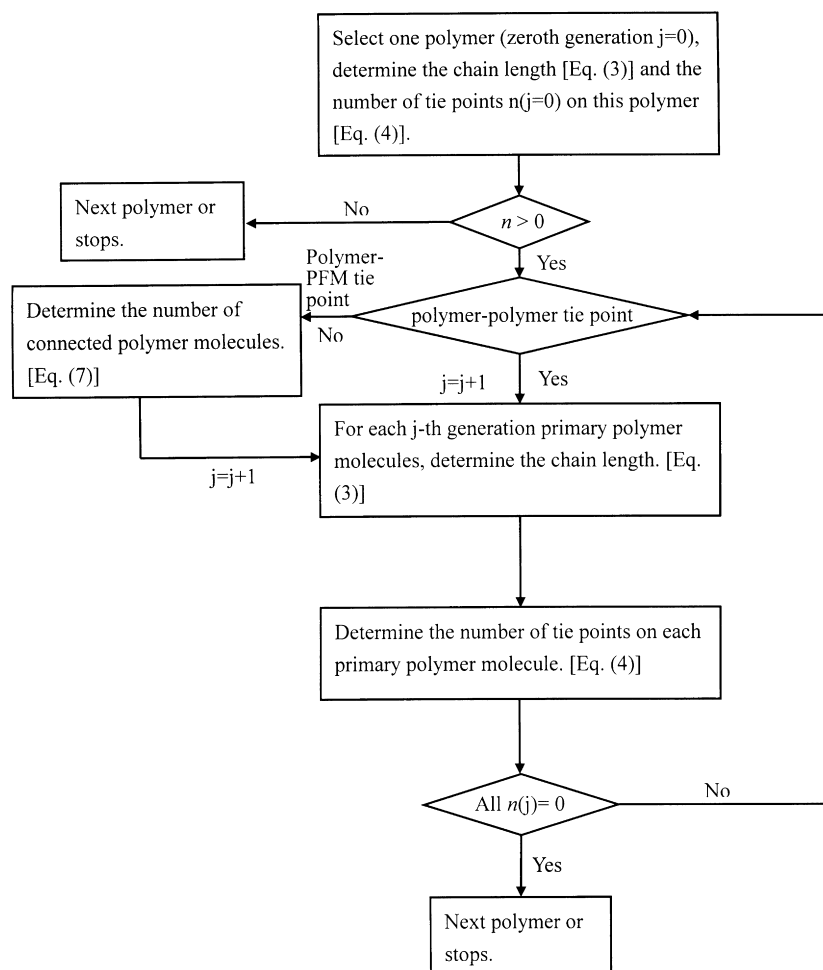 Select one polymer (zeroth generation j=0),
determine the chain length [Eq. (3)] and the
number of tie points n(j=0) on this polymer
[Eq. (4)].
Next polymer or
stops.
No
n > 0
Yes
Polymer-
PFM tie
point
Determine the number of
connected polymer molecules.
[Eq. (7)]
No
polymer-polymer tie point
j=j+1
Yes
For each j-th generation primary polymer
molecules, determine the chain length. [Eq.
(3)]
j=j+1
Determine the number of tie points on each
primary polymer molecule. [Eq. (4)]
All n(j)= 0
No
Yes
Next polymer or
stops.